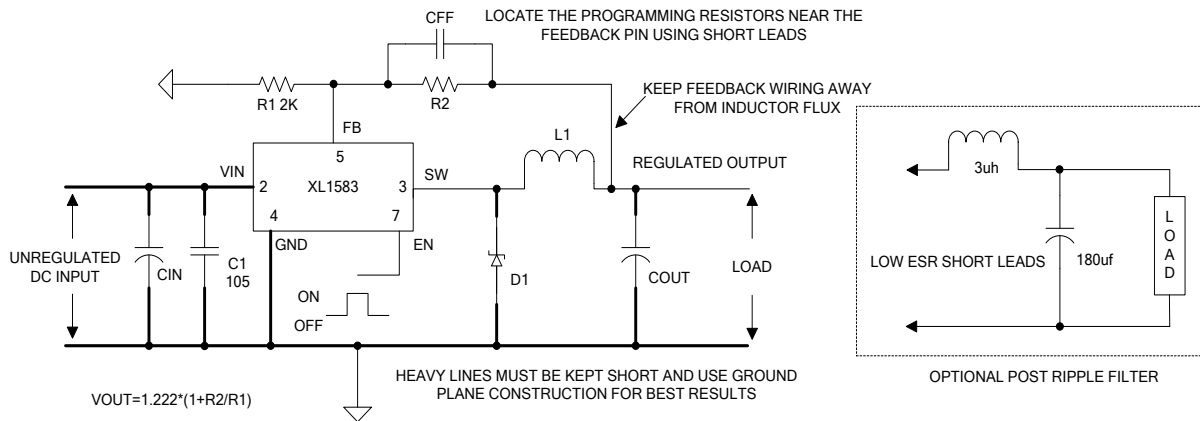 LOCATE THE PROGRAMMING RESISTORS NEAR THE
FEEDBACK PIN USING SHORT LEADS
CFF
R1 2K
R2
KEEP FEEDBACK WIRING AWAY
FROM INDUCTOR FLUX
FB
5
L1
REGULATED OUTPUT
VIN
2
XL1583
3
SW
4
7
GND
EN
UNREGULATED
DC INPUT
CIN
C1
105
ON
OFF
D1
COUT
LOAD
HEAVY LINES MUST BE KEPT SHORT AND USE GROUND
PLANE CONSTRUCTION FOR BEST RESULTS
VOUT=1.222*(1+R2/R1)
3uh
LOW ESR SHORT LEADS
180uf
LOAD
OPTIONAL POST RIPPLE FILTER